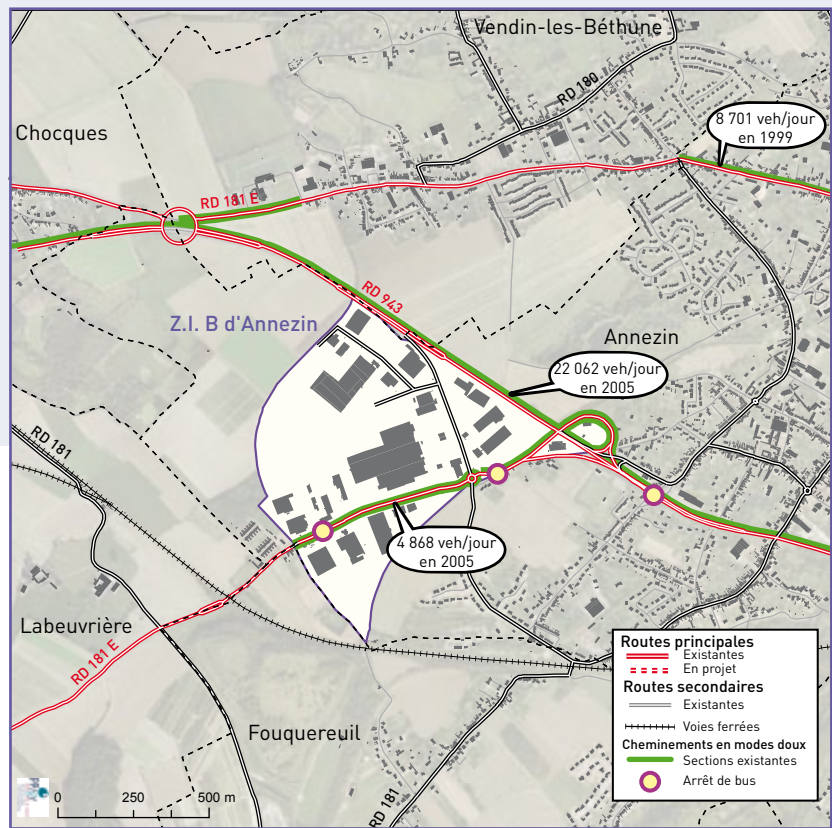 Vendin-les-Béthune
RD 180
8 701 veh/jour
en 1999
Chocques
RD 181 E
RD 943
Z.I. B d'Annezin
Annezin
22 062 veh/jour
en 2005
RD 181
4 868 veh/jour
en 2005
Labeuvrière
RD 181 E
Fouquereuil
RD 181
Routes principales
Existantes
En projet
Routes secondaires
Existantes
Voies ferrées
Cheminements en modes doux
Sections existantes
Arrêt de bus
0 250 500 m